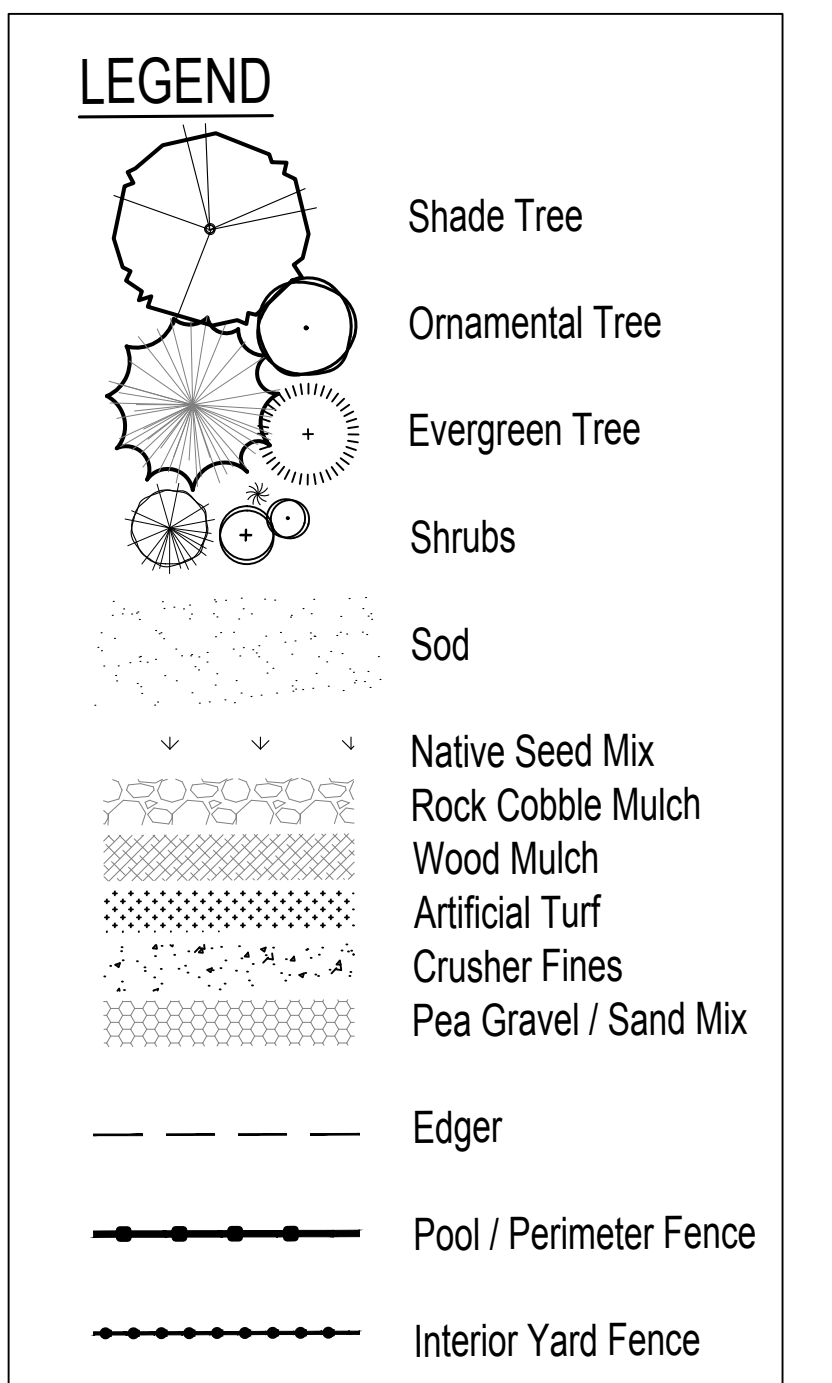 LEGEND
Shade Tree
Ornamental Tree
Evergreen Tree
Shrubs
Sod
Native Seed Mix
Rock Cobble Mulch
Wood Mulch
Artificial Turf
Crusher Fines
Pea Gravel / Sand Mix
Edger
Pool / Perimeter Fence
Interior Yard Fence